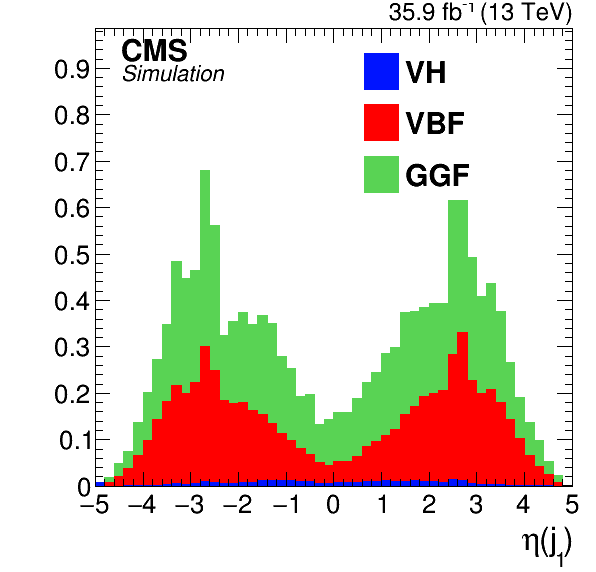 35.9 fb⁻¹ (13 TeV)
CMS
Simulation
VH
VBF
GGF
0.9
0.8
0.7
0.6
0.5
0.4
0.3
0.2
0.1
0
−5 −4 −3 −2 −1 0 1 2 3 4 5
η(j₁)